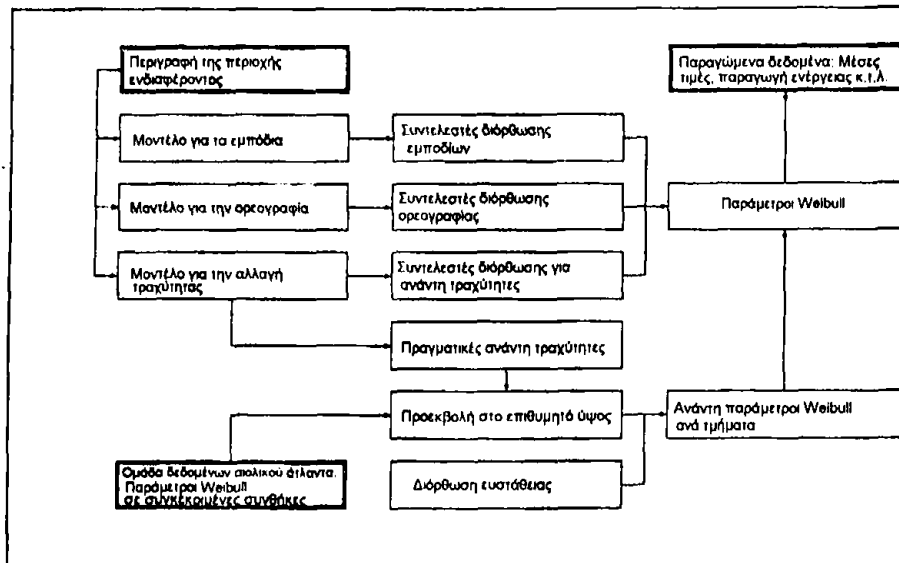 Περιγραφή της περιοχής
ενδιαφέροντος
Παραγώμενα δεδομένα: Μέσες
τιμές, παραγωγή ενέργειας κ.τ.λ.
Μοντέλο για τα εμπόδια
Συντελεστές διόρθωσης
εμποδίων
Μοντέλο για την ορεογραφία
Συντελεστές διόρθωσης
ορεογραφίας
Παράμετροι Weibull
Μοντέλο για την αλλαγή
τραχύτητας
Συντελεστές διόρθωσης για
ανάντη τραχύτητες
Πραγματικές ανάντη τραχύτητες
Προεκβολή στο επιθυμητό ύψος
Ανάντη παράμετροι Weibull
ανά τμήματα
Ομάδα δεδομένων αιολικού άτλαντα.
Παράμετροι Weibull
σε συγκεκριμένες συνθήκες
Διόρθωση ευστάθειας